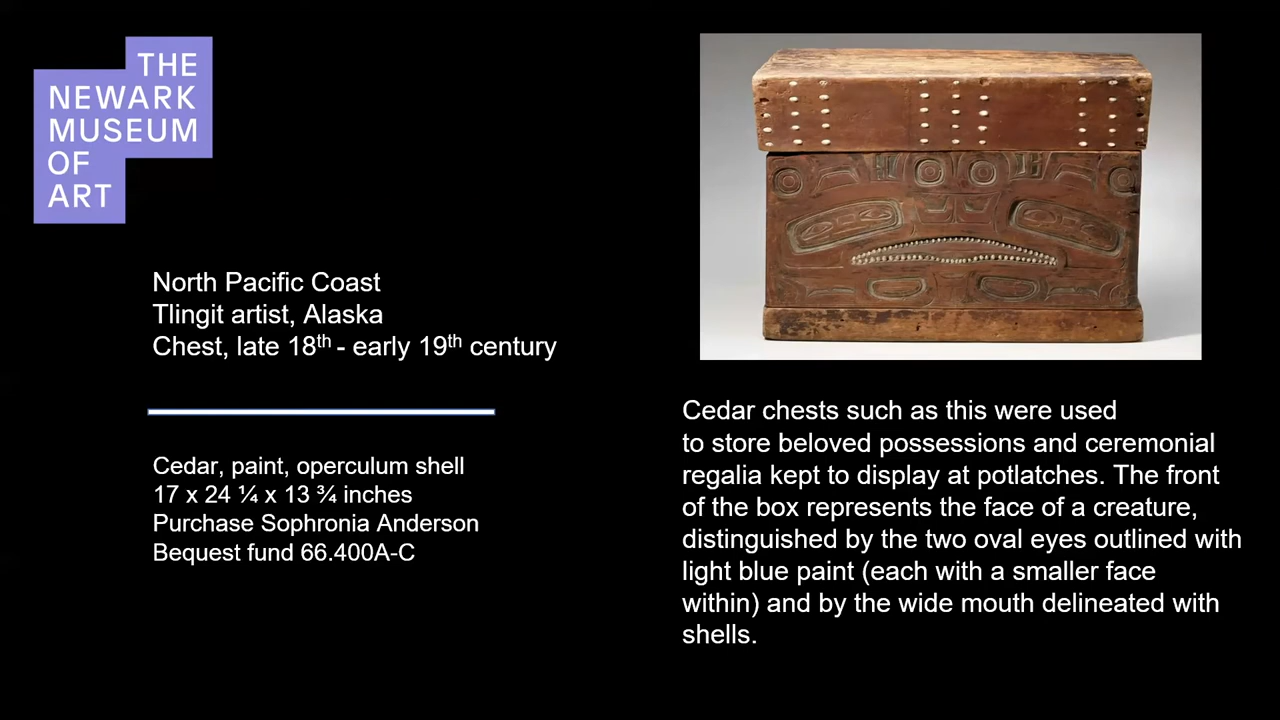 THE
NEWARK
MUSEUM
OF
ART
North Pacific Coast
Tlingit artist, Alaska
Chest, late 18th - early 19th century
Cedar, paint, operculum shell
17 x 24 ¼ x 13 ¾ inches
Purchase Sophronia Anderson
Bequest fund 66.400A-C
Cedar chests such as this were used
to store beloved possessions and ceremonial
regalia kept to display at potlatches. The front
of the box represents the face of a creature,
distinguished by the two oval eyes outlined with
light blue paint (each with a smaller face
within) and by the wide mouth delineated with
shells.